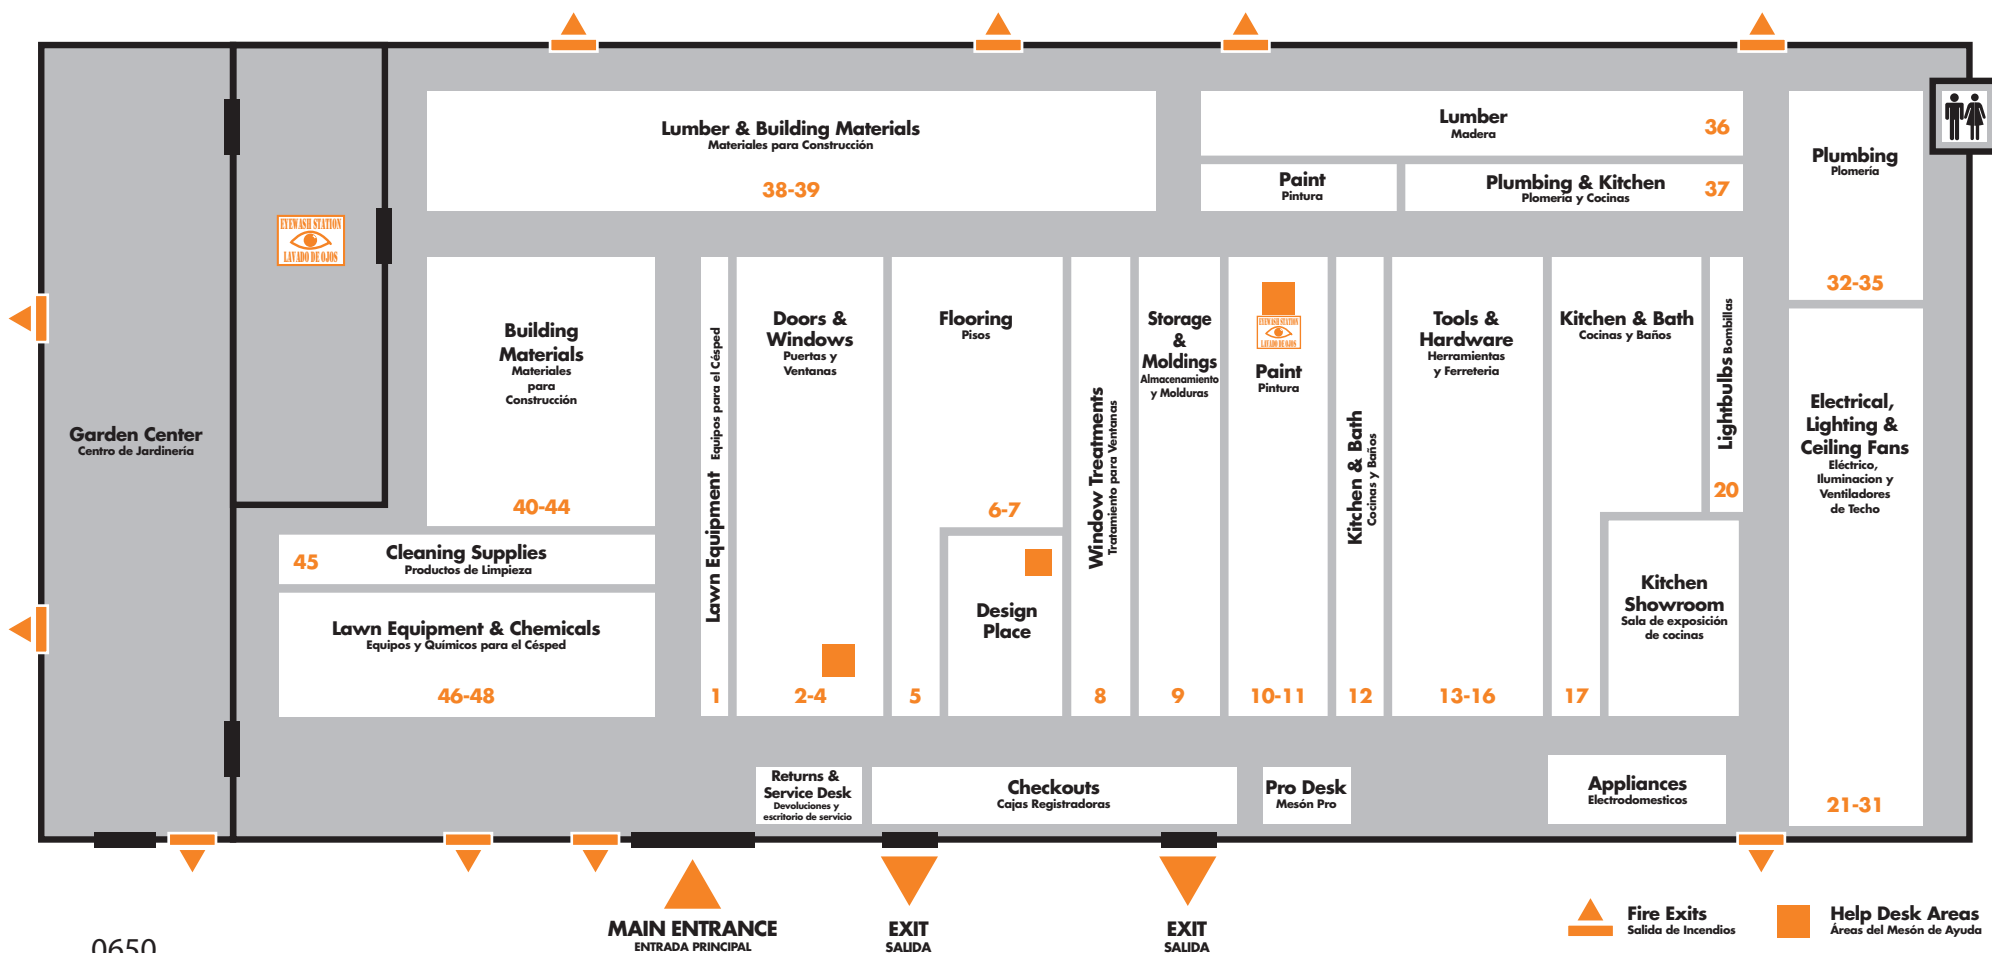 Lumber & Building Materials
Materiales para Construcción
38-39
Lumber
Madera
36
Paint
Pintura
Plumbing & Kitchen
Plomería y Cocinas
37
Plumbing
Plomería
32-35
EYEWASH STATION
LAVADO DE OJOS
Garden Center
Centro de Jardinería
Building
Materials
Materiales
para
Construcción
40-44
45
Cleaning Supplies
Productos de Limpieza
Lawn Equipment & Chemicals
Equipos y Químicos para el Césped
46-48
Lawn Equipment Equipos para el Césped
1
Doors &
Windows
Puertas y
Ventanas
2-4
Flooring
Pisos
6-7
5
Design
Place
Window Treatments
Tratamiento para Ventanas
8
Storage
&
Moldings
Almacenamiento
y Molduras
9
EYEWASH STATION
LAVADO DE OJOS
Paint
Pintura
10-11
Kitchen & Bath
Cocinas y Baños
12
Tools &
Hardware
Herramientas
y Ferreteria
13-16
Kitchen & Bath
Cocinas y Baños
17
Lightbulbs Bombillas
20
Kitchen
Showroom
Sala de exposición
de cocinas
Electrical,
Lighting &
Ceiling Fans
Eléctrico,
Iluminacion y
Ventiladores
de Techo
21-31
Returns &
Service Desk
Devoluciones y
escritorio de servicio
Checkouts
Cajas Registradoras
Pro Desk
Mesón Pro
Appliances
Electrodomesticos
MAIN ENTRANCE
ENTRADA PRINCIPAL
EXIT
SALIDA
EXIT
SALIDA
Fire Exits
Salida de Incendios
Help Desk Areas
Áreas del Mesón de Ayuda
0650